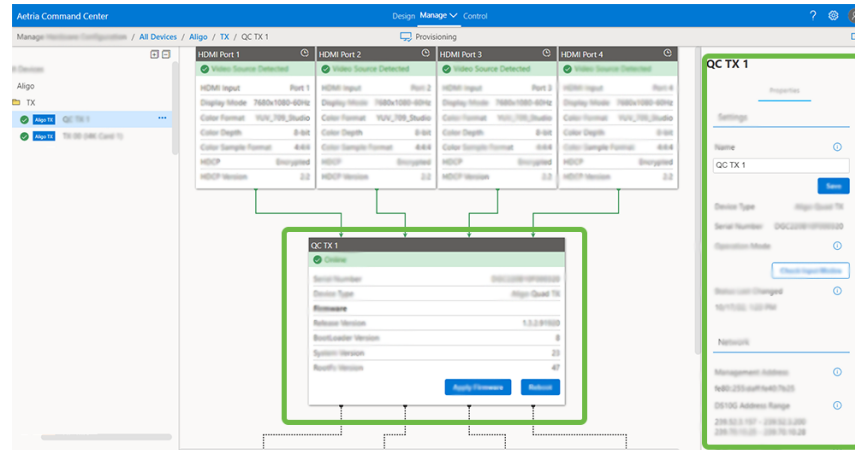 Aetria Command Center
Design Manage Control
Manage Hardware Configuration / All Devices / Aligo / TX / QC TX 1
Provisioning
All Devices
Aligo
TX
Aligo TX QC TX 1
Aligo TX
HDMI Port 1 HDMI Port 2 HDMI Port 3 HDMI Port 4
Video Source Detected Video Source Detected Video Source Detected Video Source Detected
HDMI Input Port 1 HDMI Input Port 2 HDMI Input Port 3 HDMI Input Port 4
Display Mode 7680x1080-60Hz Display Mode 7680x1080-60Hz Display Mode 7680x1080-60Hz Display Mode 7680x1080-60Hz
Color Format YUV_709_Studio Color Format YUV_709_Studio Color Format YUV_709_Studio Color Format YUV_709_Studio
Color Depth 8-bit Color Depth 8-bit Color Depth 8-bit Color Depth 8-bit
Color Sample Format 4:4:4 Color Sample Format 4:4:4 Color Sample Format 4:4:4 Color Sample Format 4:4:4
HDCP Encrypted HDCP Encrypted HDCP Encrypted HDCP Encrypted
HDCP Version 2.2 HDCP Version 2.2 HDCP Version 2.2 HDCP Version 2.2
QC TX 1
Online
Serial Number
Device Type Aligo Quad TX
Firmware
Release Version
BootLoader Version 8
System Version 23
RootFs Version 47
Apply Firmware Reboot
QC TX 1
Properties
Settings
Name
QC TX 1
Save
Device Type Aligo Quad TX
Serial Number
Operation Mode
Status Last Changed
Network
Management Address
DS10G Address Range